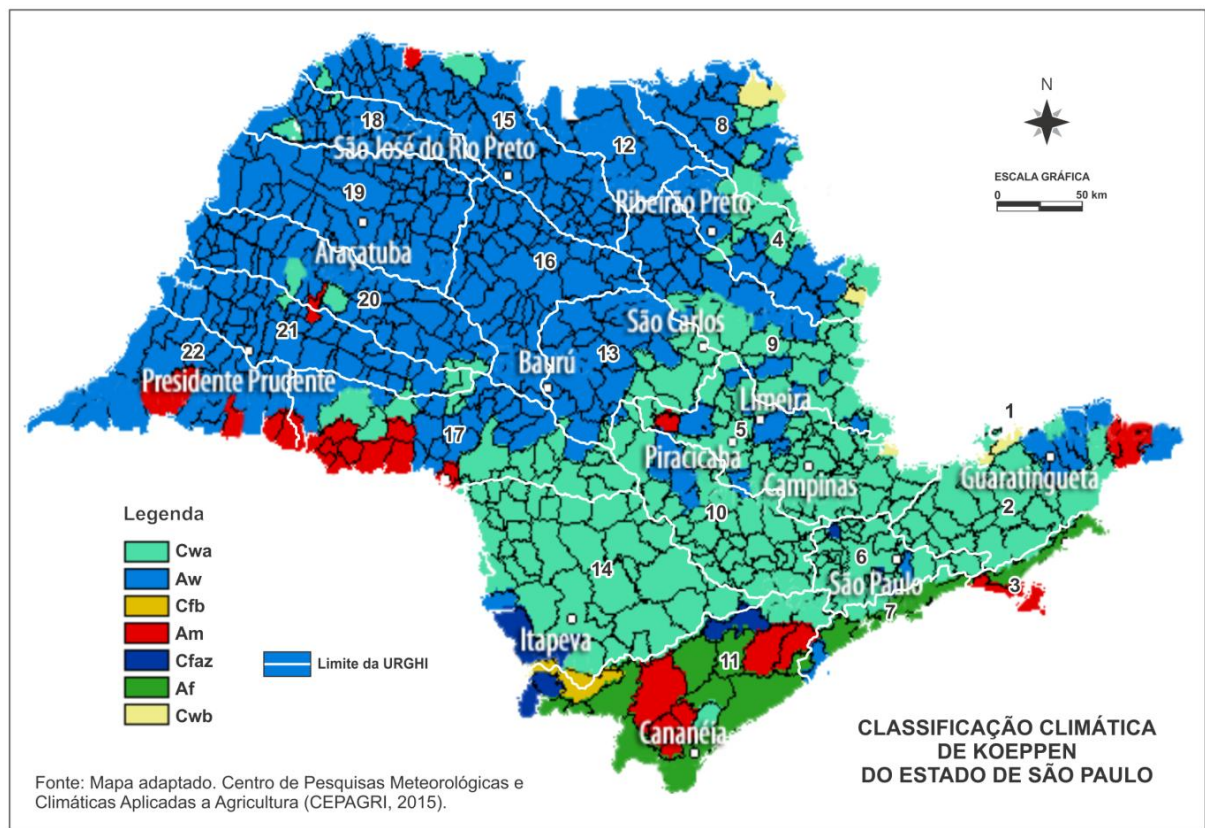 N
ESCALA GRÁFICA
0 50 km
18
15
São José do Rio Preto
12
8
19
Ribeirão Preto
4
Araçatuba
16
20
São Carlos
9
21
22
Baurú
13
Presidente Prudente
Limeira
1
17
5
Piracicaba
Guaratinguetá
Campinas
2
10
14
6
São Paulo
3
7
Itapeva
11
Cananéia
Legenda
Cwa
Aw
Cfb
Am
Cfaz
Af
Cwb
Limite da URGHI
CLASSIFICAÇÃO CLIMÁTICA
DE KOEPPEN
DO ESTADO DE SÃO PAULO
Fonte: Mapa adaptado. Centro de Pesquisas Meteorológicas e
Climáticas Aplicadas a Agricultura (CEPAGRI, 2015).